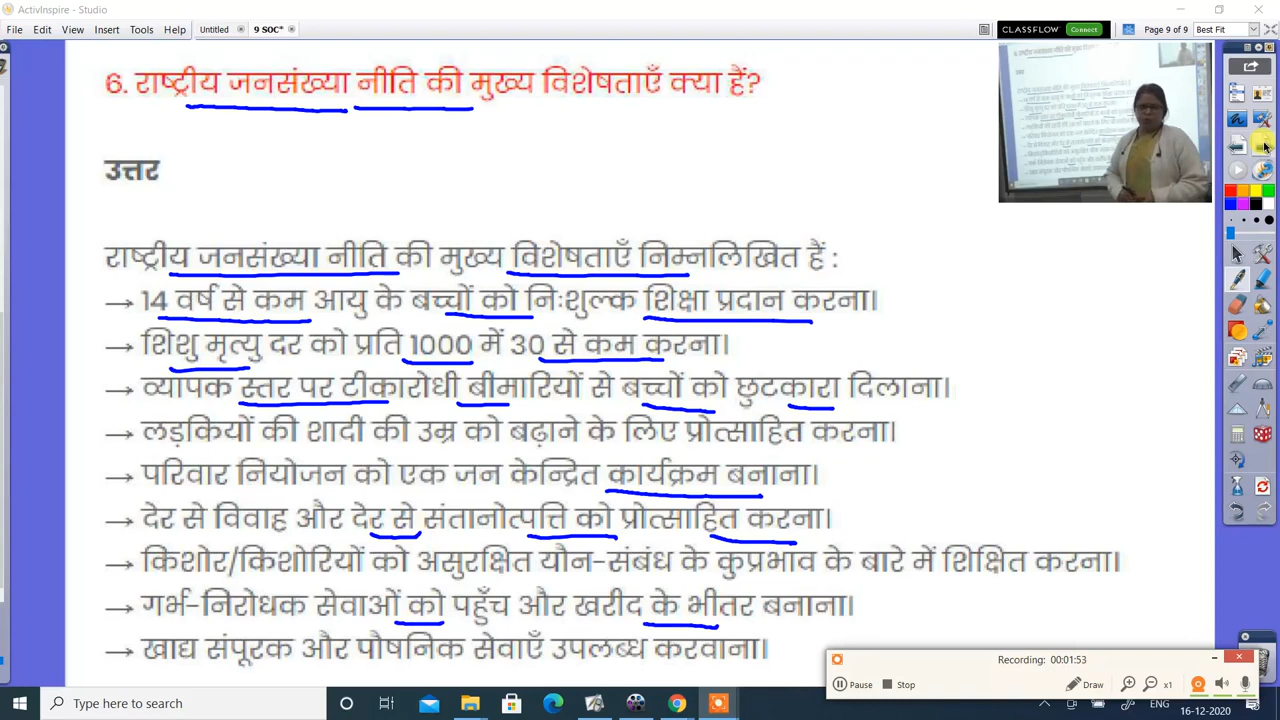 ActivInspire - Studio
File Edit View Insert Tools Help Untitled 9 SOC* CLASSFLOW Connect Page 9 of 9 Best Fit
6. राष्ट्रीय जनसंख्या नीति की मुख्य विशेषताएँ क्या हैं?
उत्तर
राष्ट्रीय जनसंख्या नीति की मुख्य विशेषताएँ निम्नलिखित हैं :
→ 14 वर्ष से कम आयु के बच्चों को निःशुल्क शिक्षा प्रदान करना।
→ शिशु मृत्यु दर को प्रति 1000 में 30 से कम करना।
→ व्यापक स्तर पर टीकारोधी बीमारियों से बच्चों को छुटकारा दिलाना।
→ लड़कियों की शादी की उम्र को बढ़ाने के लिए प्रोत्साहित करना।
→ परिवार नियोजन को एक जन केन्द्रित कार्यक्रम बनाना।
→ देर से विवाह और देर से संतानोत्पत्ति को प्रोत्साहित करना।
→ किशोर/किशोरियों को असुरक्षित यौन-संबंध के कुप्रभाव के बारे में शिक्षित करना।
→ गर्भ-निरोधक सेवाओं को पहुँच और खरीद के भीतर बनाना।
→ खाद्य संपूरक और पौषनिक सेवाएँ उपलब्ध करवाना।
Recording: 00:01:53
Pause Stop Draw x1
Type here to search
ENG
16-12-2020